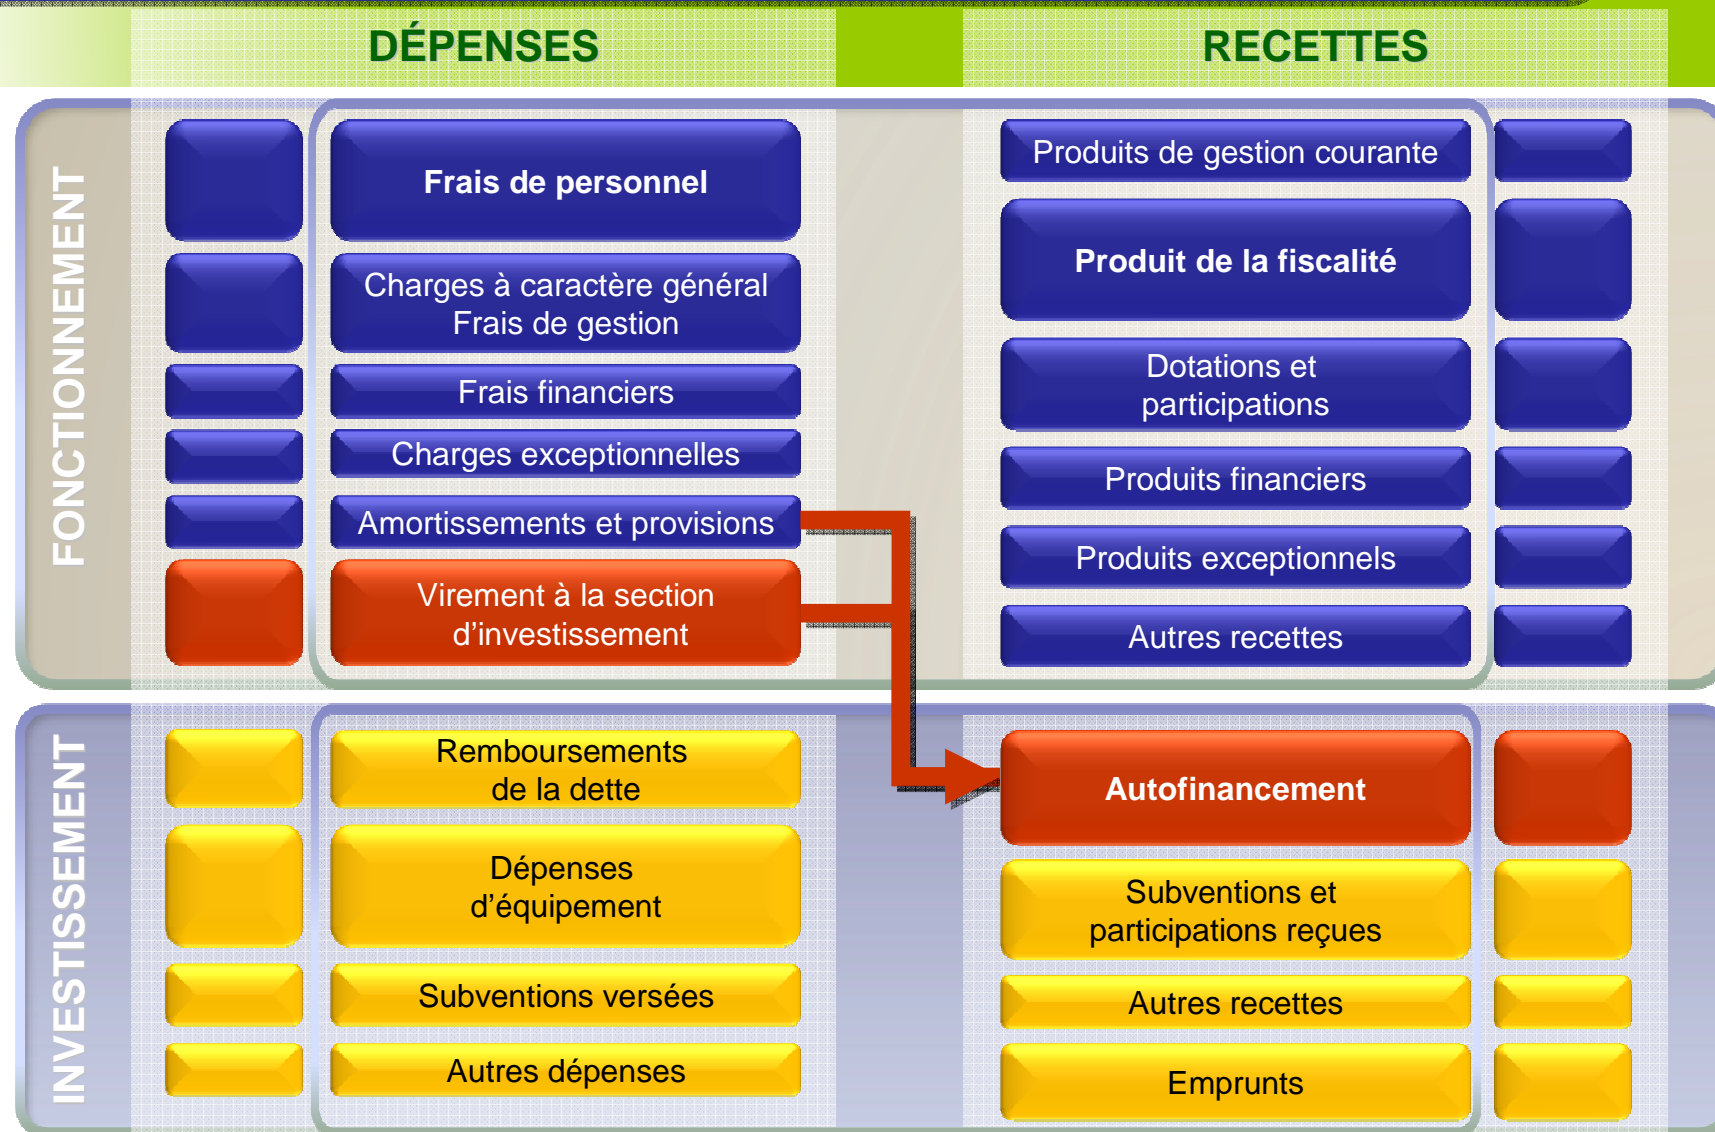 DÉPENSES
RECETTES
FONCTIONNEMENT
Frais de personnel
Charges à caractère général
Frais de gestion
Frais financiers
Charges exceptionnelles
Amortissements et provisions
Virement à la section
d’investissement
Produits de gestion courante
Produit de la fiscalité
Dotations et
participations
Produits financiers
Produits exceptionnels
Autres recettes
INVESTISSEMENT
Remboursements
de la dette
Dépenses
d’équipement
Subventions versées
Autres dépenses
Autofinancement
Subventions et
participations reçues
Autres recettes
Emprunts